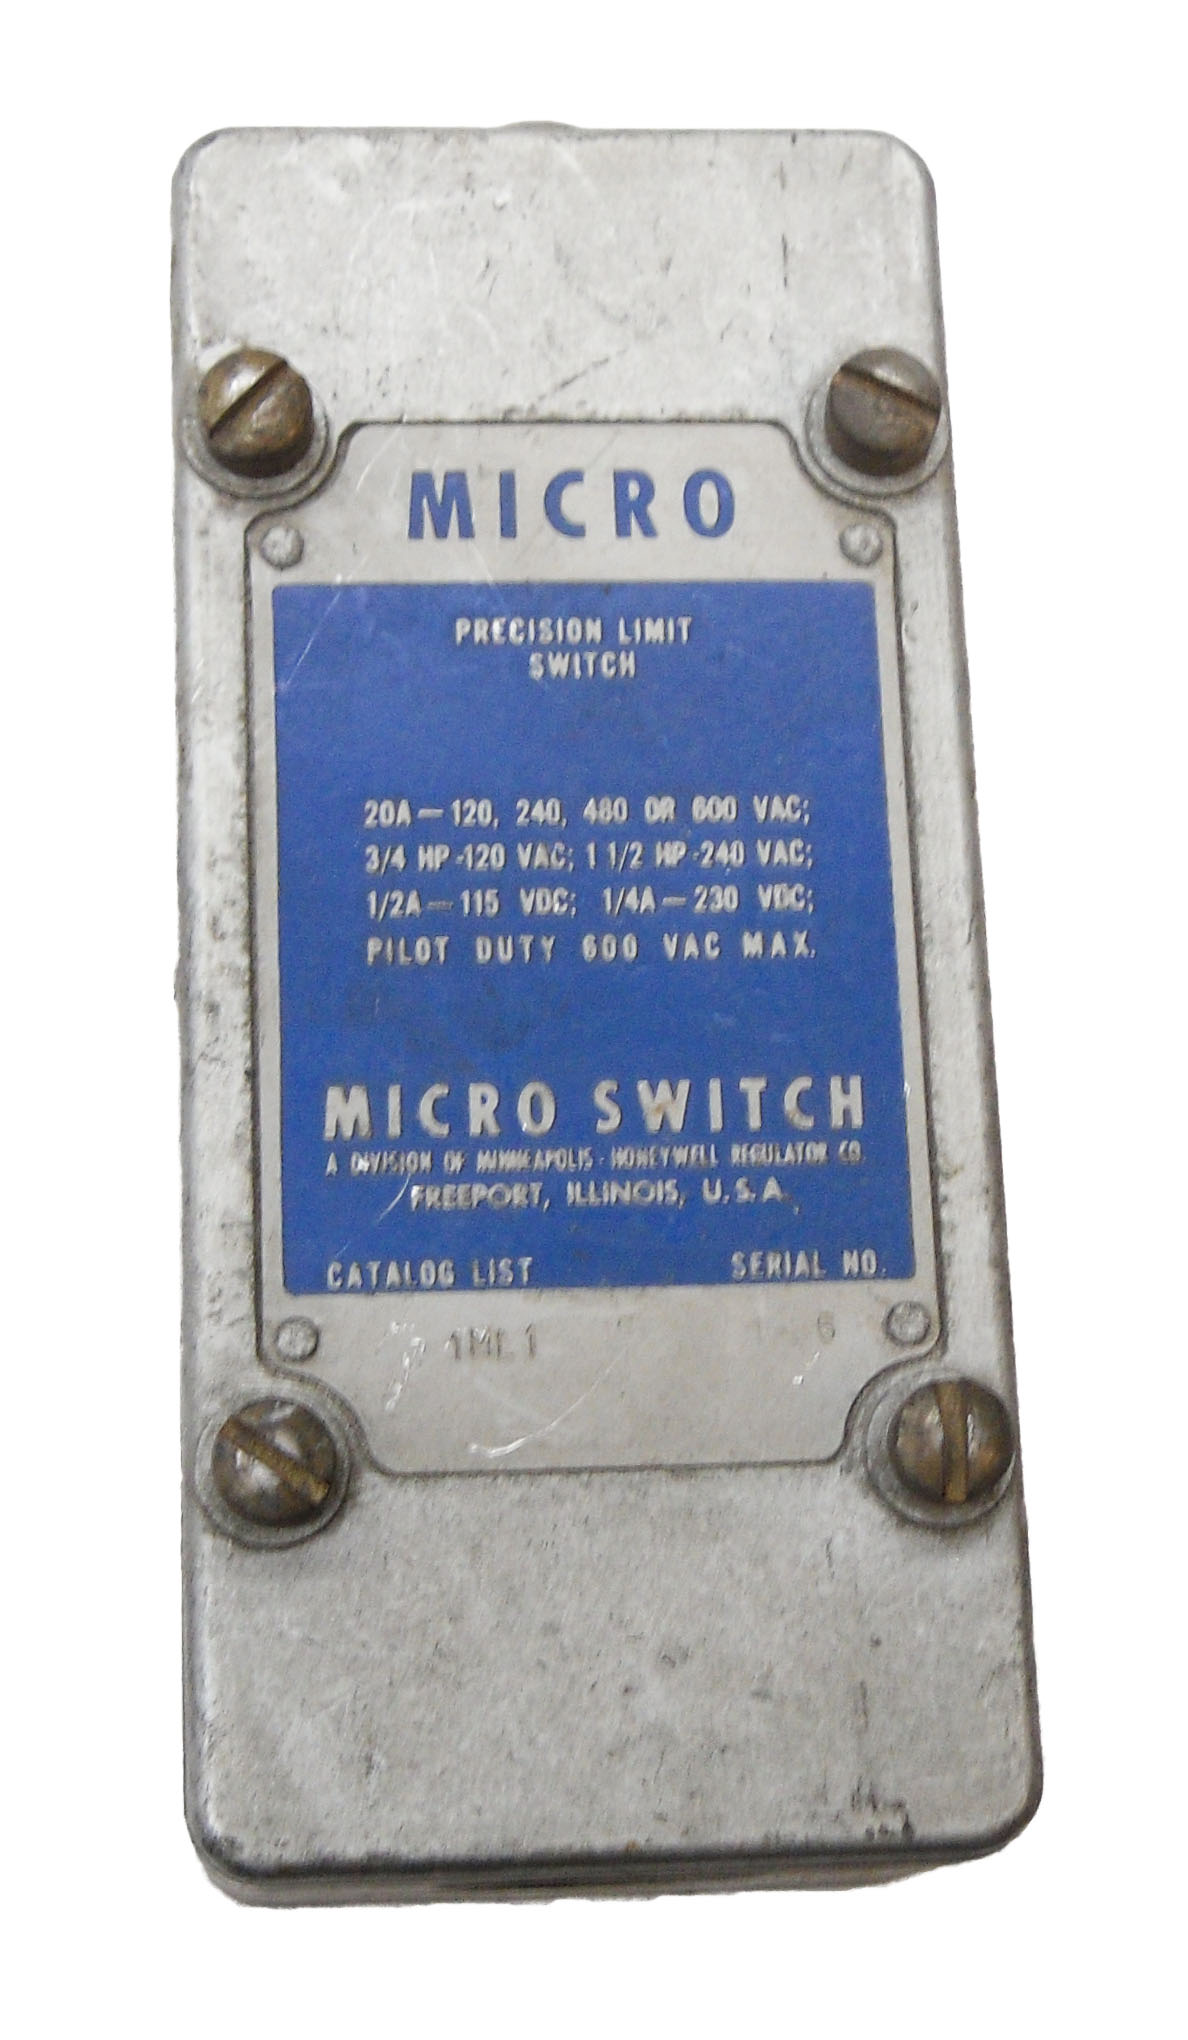 MICRO
PRECISION LIMIT
SWITCH
20A — 120, 240, 480 OR 600 VAC;
3/4 HP - 120 VAC; 1 1/2 HP - 240 VAC;
1/2A — 115 VDC; 1/4A — 230 VDC;
PILOT DUTY 600 VAC MAX.
MICRO SWITCH
A DIVISION OF MINNEAPOLIS - HONEYWELL REGULATOR CO.
FREEPORT, ILLINOIS, U.S.A.
CATALOG LIST SERIAL NO.
1ML1 6